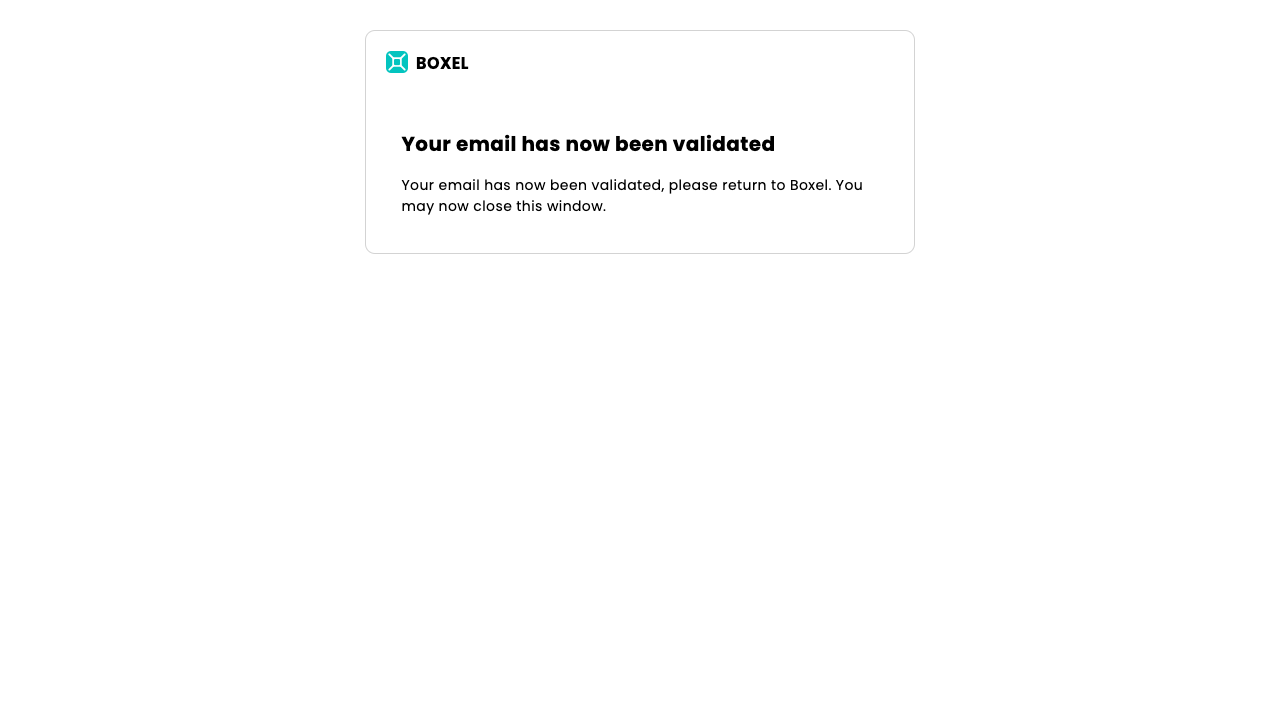 BOXEL
Your email has now been validated
Your email has now been validated, please return to Boxel. You
may now close this window.